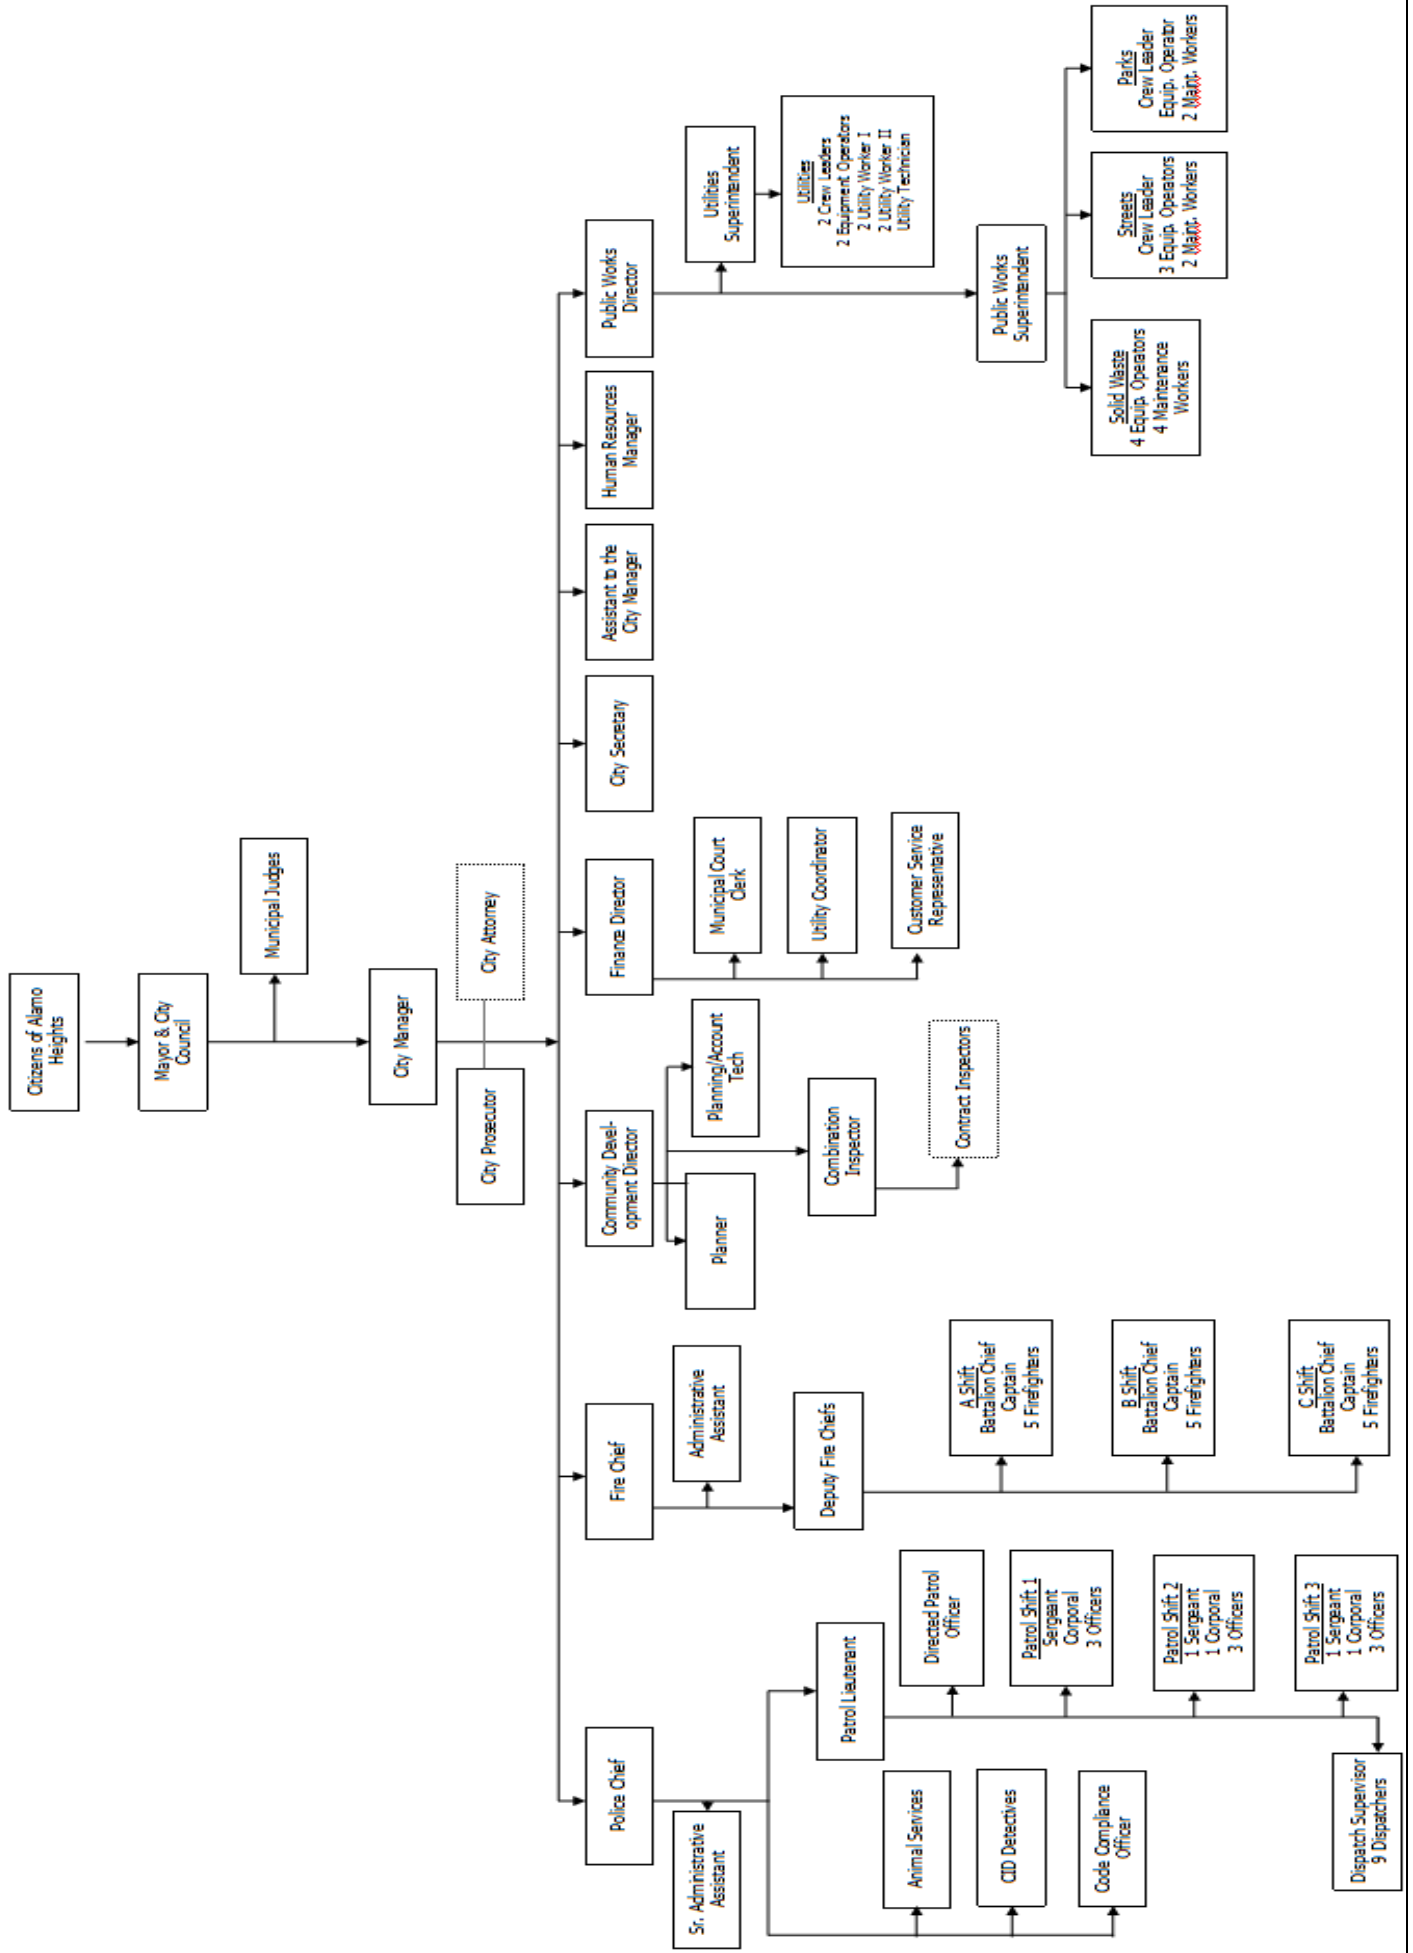 Citizens of Alamo
Heights
Mayor & City
Council
Municipal Judges
City Manager
City Prosecutor
City Attorney
Police Chief
Fire Chief
Community Devel-
opment Director
Finance Director
City Secretary
Assistant to the
City Manager
Human Resources
Manager
Public Works
Director
Sr. Administrative
Assistant
Patrol Lieutenant
Animal Services
CID Detectives
Code Compliance
Officer
Directed Patrol
Officer
Patrol Shift 1
Sergeant
Corporal
3 Officers
Patrol Shift 2
1 Sergeant
1 Corporal
3 Officers
Patrol Shift 3
1 Sergeant
1 Corporal
3 Officers
Dispatch Supervisor
9 Dispatchers
Administrative
Assistant
Deputy Fire Chiefs
A Shift
Battalion Chief
Captain
5 Firefighters
B Shift
Battalion Chief
Captain
5 Firefighters
C Shift
Battalion Chief
Captain
5 Firefighters
Planner
Planning/Account
Tech
Combination
Inspector
Contract Inspectors
Municipal Court
Clerk
Utility Coordinator
Customer Service
Representative
Utilities
Superintendent
Utilities
2 Crew Leaders
2 Equipment Operators
2 Utility Worker I
2 Utility Worker II
Utility Technician
Public Works
Superintendent
Solid Waste
4 Equip. Operators
4 Maintenance
Workers
Streets
Crew Leader
3 Equip. Operators
2 Maint. Workers
Parks
Crew Leader
Equip. Operator
2 Maint. Workers